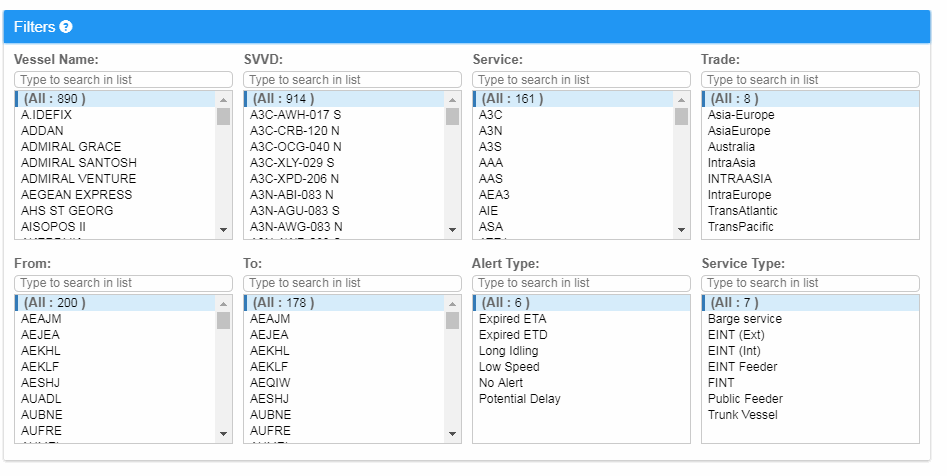 Filters ?
Vessel Name:
Type to search in list
(All : 890 )
A.IDEFIX
ADDAN
ADMIRAL GRACE
ADMIRAL SANTOSH
ADMIRAL VENTURE
AEGEAN EXPRESS
AHS ST GEORG
AISOPOS II
SVVD:
Type to search in list
(All : 914 )
A3C-AWH-017 S
A3C-CRB-120 N
A3C-OCG-040 N
A3C-XLY-029 S
A3C-XPD-206 N
A3N-ABI-083 N
A3N-AGU-083 S
A3N-AWG-083 N
Service:
Type to search in list
(All : 161 )
A3C
A3N
A3S
AAA
AAS
AEA3
AIE
ASA
Trade:
Type to search in list
(All : 8 )
Asia-Europe
AsiaEurope
Australia
IntraAsia
INTRAASIA
IntraEurope
TransAtlantic
TransPacific
From:
Type to search in list
(All : 200 )
AEAJM
AEJEA
AEKHL
AEKLF
AESHJ
AUADL
AUBNE
AUFRE
To:
Type to search in list
(All : 178 )
AEAJM
AEJEA
AEKHL
AEKLF
AEQIW
AESHJ
AUBNE
AUFRE
Alert Type:
Type to search in list
(All : 6 )
Expired ETA
Expired ETD
Long Idling
Low Speed
No Alert
Potential Delay
Service Type:
Type to search in list
(All : 7 )
Barge service
EINT (Ext)
EINT (Int)
EINT Feeder
FINT
Public Feeder
Trunk Vessel